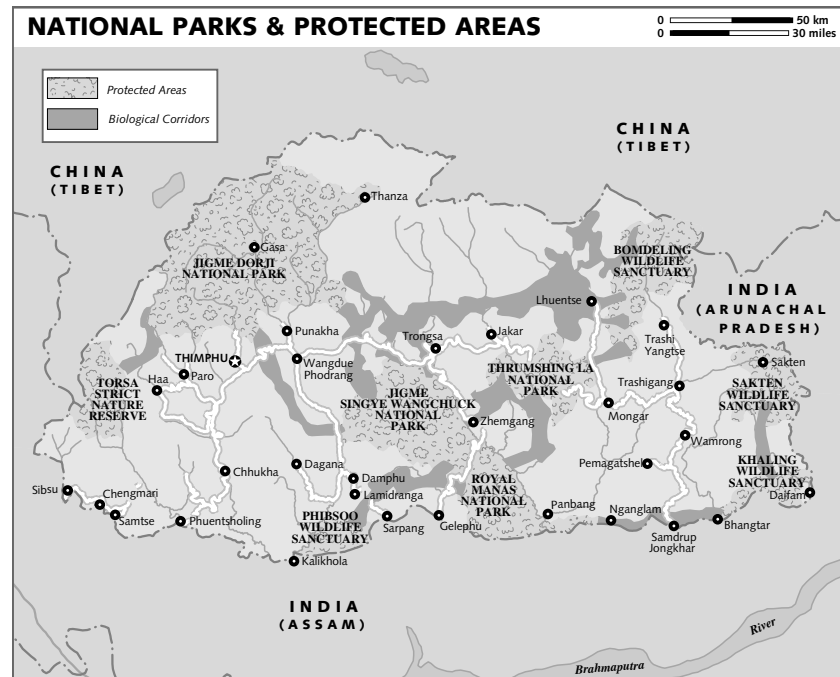 NATIONAL PARKS & PROTECTED AREAS
0 50 km
0 30 miles
Protected Areas
Biological Corridors
CHINA
(TIBET)
CHINA
(TIBET)
Thanza
Gasa
JIGME DORJI
NATIONAL PARK
BOMDELING
WILDLIFE
SANCTUARY
INDIA
(ARUNACHAL
PRADESH)
Lhuentse
Punakha
Trongsa
Jakar
Trashi
Yangtse
THIMPHU
Wangdue
Phodrang
Paro
Haa
TORSA
STRICT
NATURE
RESERVE
JIGME
SINGYE WANGCHUCK
NATIONAL
PARK
THRUMSHING LA
NATIONAL
PARK
Trashigang
Sakten
SAKTEN
WILDLIFE
SANCTUARY
Mongar
Zhemgang
Wamrong
Pemagatshel
KHALING
WILDLIFE
SANCTUARY
Daifam
Chhukha
Dagana
Damphu
Lamidranga
ROYAL
MANAS
NATIONAL
PARK
Panbang
Nganglam
Bhangtar
Samdrup
Jongkhar
Sibsu
Chengmari
Samtse
Phuentsholing
PHIBSOO
WILDLIFE
SANCTUARY
Sarpang
Gelephu
Kalikhola
INDIA
(ASSAM)
Brahmaputra
River